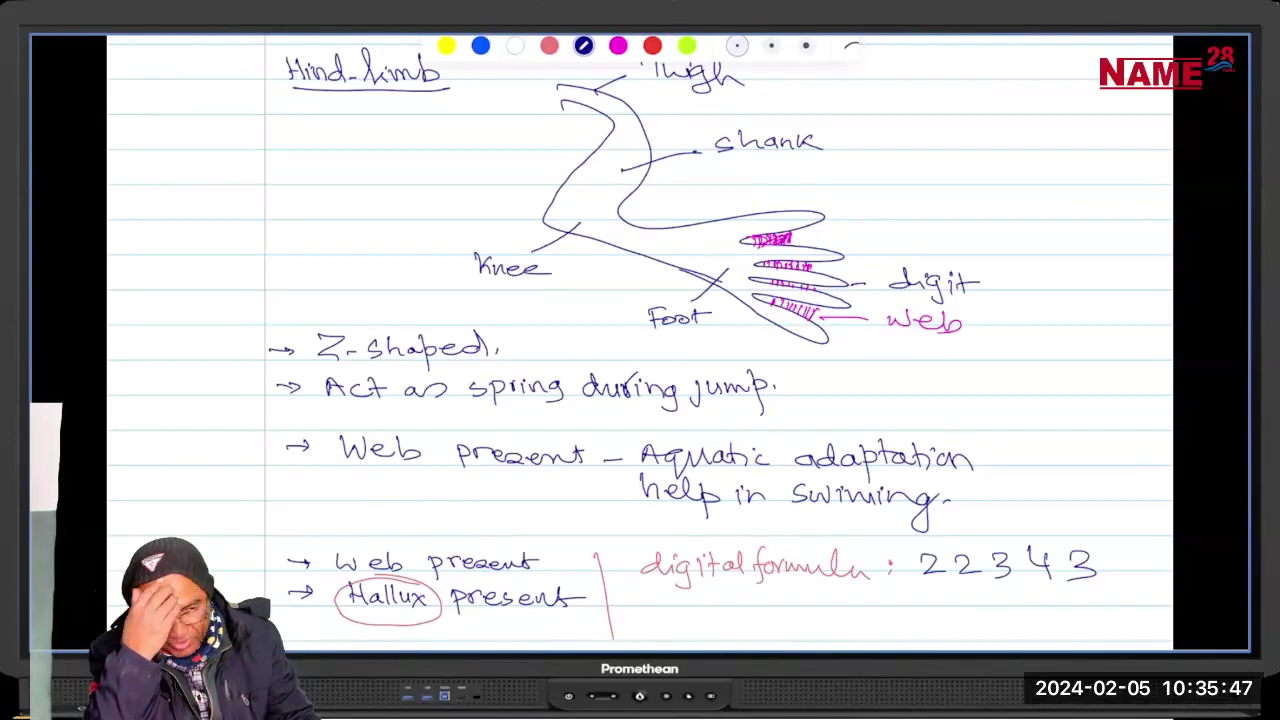 NAME 28
Hind-limb
Thigh
shank
Knee
Foot
digit
web
→ Z-shaped.
→ Act as spring during jump.
→ Web present - Aquatic adaptation
help in swiming.
→ Web present
→ Hallux present
digital formula : 2 2 3 4 3
Promethean
2024-02-05 10:35:47